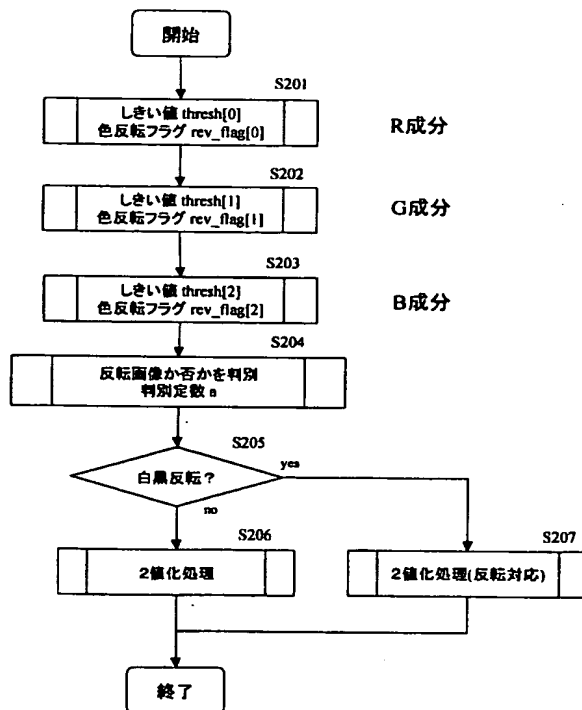 開始
S201
しきい値 thresh[0]
色反転フラグ rev_flag[0]
R成分
S202
しきい値 thresh[1]
色反転フラグ rev_flag[1]
G成分
S203
しきい値 thresh[2]
色反転フラグ rev_flag[2]
B成分
S204
反転画像か否かを判別
判別定数 n
S205
白黒反転？
yes
no
S206
2値化処理
S207
2値化処理(反転対応)
終了